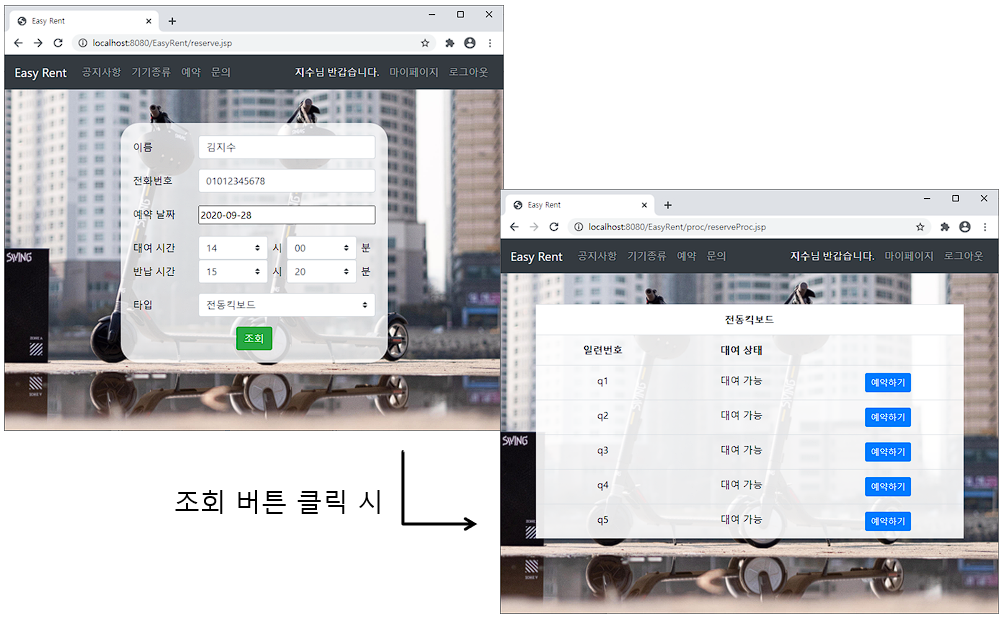 Easy Rent
localhost:8080/EasyRent/reserve.jsp
Easy Rent 공지사항 기기종류 예약 문의 지수님 반갑습니다. 마이페이지 로그아웃
이름 김지수
전화번호 01012345678
예약 날짜 2020-09-28
대여 시간 14 시 00 분
반납 시간 15 시 20 분
타입 전동킥보드
조회
SWING
조회 버튼 클릭 시
Easy Rent
localhost:8080/EasyRent/proc/reserveProc.jsp
Easy Rent 공지사항 기기종류 예약 문의 지수님 반갑습니다. 마이페이지 로그아웃
전동킥보드
일련번호 대여 상태
q1 대여 가능 예약하기
q2 대여 가능 예약하기
q3 대여 가능 예약하기
q4 대여 가능 예약하기
q5 대여 가능 예약하기
SWING